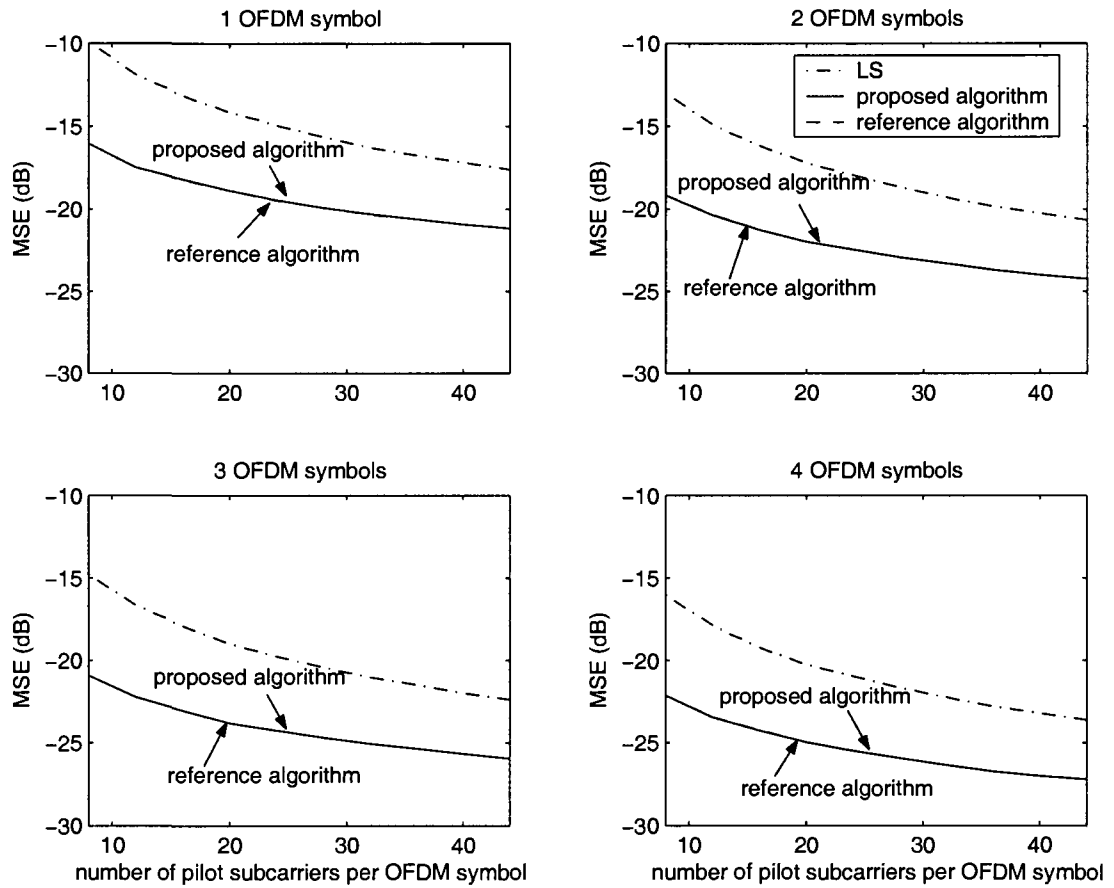 1 OFDM symbol
−10
−15
−20
−25
−30
MSE (dB)
proposed algorithm
reference algorithm
10
20
30
40
2 OFDM symbols
−10
−15
−20
−25
−30
MSE (dB)
LS
proposed algorithm
reference algorithm
proposed algorithm
reference algorithm
10
20
30
40
3 OFDM symbols
−10
−15
−20
−25
−30
MSE (dB)
proposed algorithm
reference algorithm
10
20
30
40
number of pilot subcarriers per OFDM symbol
4 OFDM symbols
−10
−15
−20
−25
−30
MSE (dB)
proposed algorithm
reference algorithm
10
20
30
40
number of pilot subcarriers per OFDM symbol